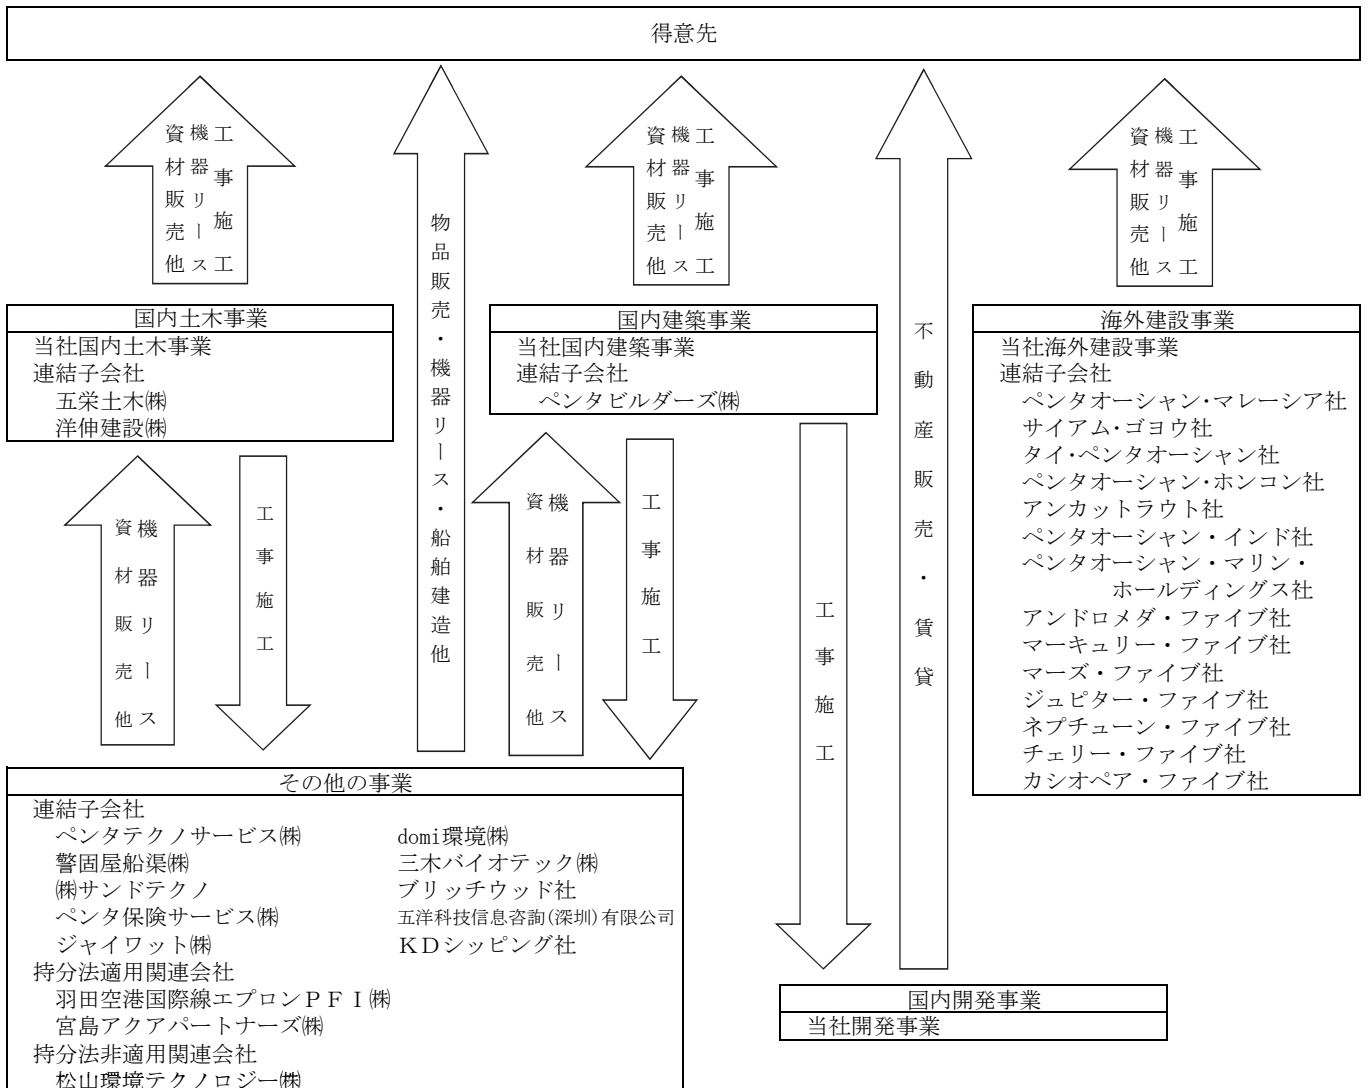 得意先
資材販売他
機器リース
工事施工
物品販売・機器リース・船舶建造他
資材販売他
機器リース
工事施工
不動産販売・賃貸
資材販売他
機器リース
工事施工
国内土木事業
当社国内土木事業
連結子会社
五栄土木㈱
洋伸建設㈱
国内建築事業
当社国内建築事業
連結子会社
ペンタビルダーズ㈱
海外建設事業
当社海外建設事業
連結子会社
ペンタオーシャン・マレーシア社
サイアム・ゴヨウ社
タイ・ペンタオーシャン社
ペンタオーシャン・ホンコン社
アンカットラウト社
ペンタオーシャン・インド社
ペンタオーシャン・マリン・
ホールディングス社
アンドロメダ・ファイブ社
マーキュリー・ファイブ社
マーズ・ファイブ社
ジュピター・ファイブ社
ネプチューン・ファイブ社
チェリー・ファイブ社
カシオペア・ファイブ社
資材販売他
機器リース
工事施工
資材販売他
機器リース
工事施工
工事施工
その他の事業
連結子会社
ペンタテクノサービス㈱
警固屋船渠㈱
㈱サンドテクノ
ペンタ保険サービス㈱
ジャイワット㈱
domi環境㈱
三木バイオテック㈱
ブリッチウッド社
五洋科技信息咨詢(深圳)有限公司
ＫＤシッピング社
持分法適用関連会社
羽田空港国際線エプロンＰＦＩ㈱
宮島アクアパートナーズ㈱
持分法非適用関連会社
松山環境テクノロジー㈱
国内開発事業
当社開発事業